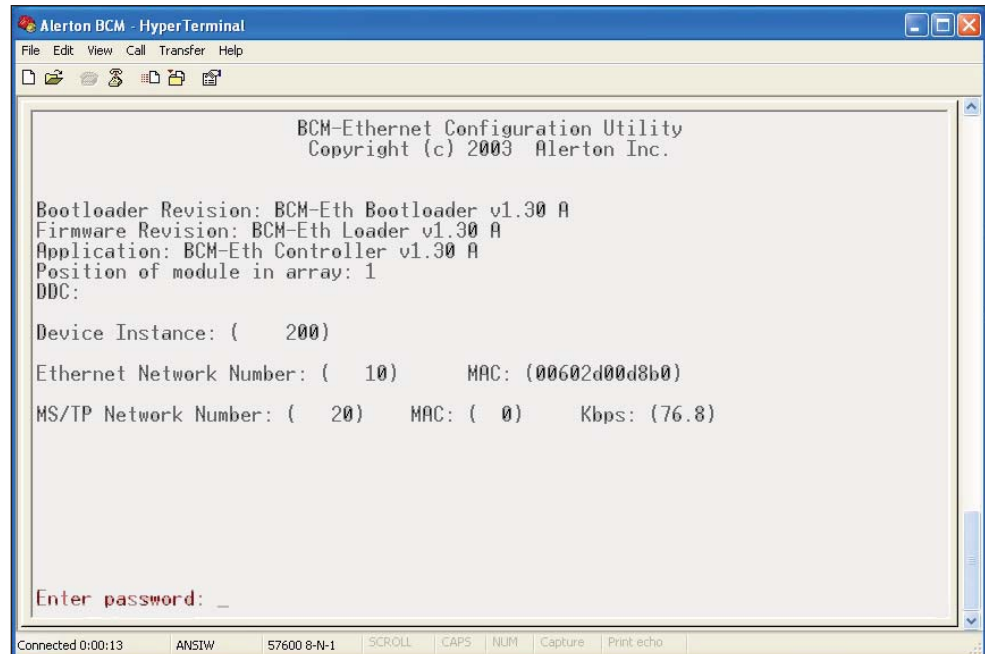 Alerton BCM - HyperTerminal
File Edit View Call Transfer Help
BCM-Ethernet Configuration Utility
Copyright (c) 2003 Alerton Inc.
Bootloader Revision: BCM-Eth Bootloader v1.30 A
Firmware Revision: BCM-Eth Loader v1.30 A
Application: BCM-Eth Controller v1.30 A
Position of module in array: 1
DDC:
Device Instance: ( 200)
Ethernet Network Number: ( 10) MAC: (00602d00d8b0)
MS/TP Network Number: ( 20) MAC: ( 0) Kbps: (76.8)
Enter password: _
Connected 0:00:13 ANSIW 57600 8-N-1 SCROLL CAPS NUM Capture Print echo